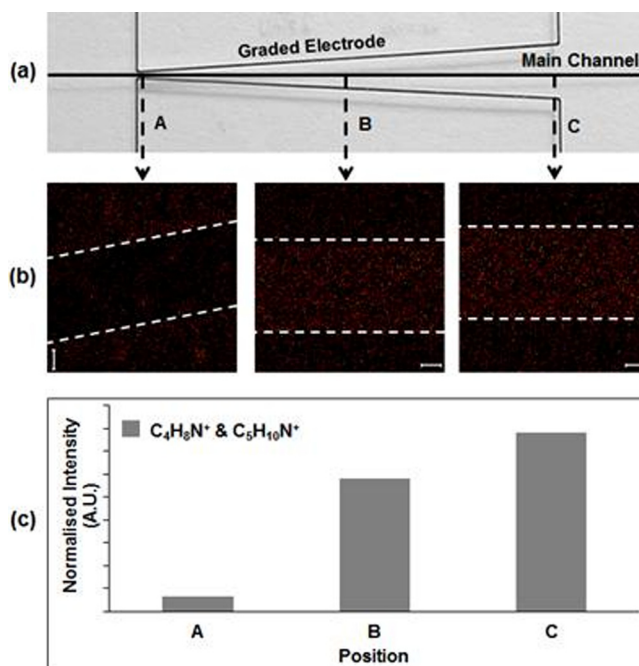 (a)
Graded Electrode
Main Channel
A
B
C
(b)
(c)
Normalised Intensity
(A.U.)
C₄H₈N⁺ & C₅H₁₀N⁺
A
B
C
Position